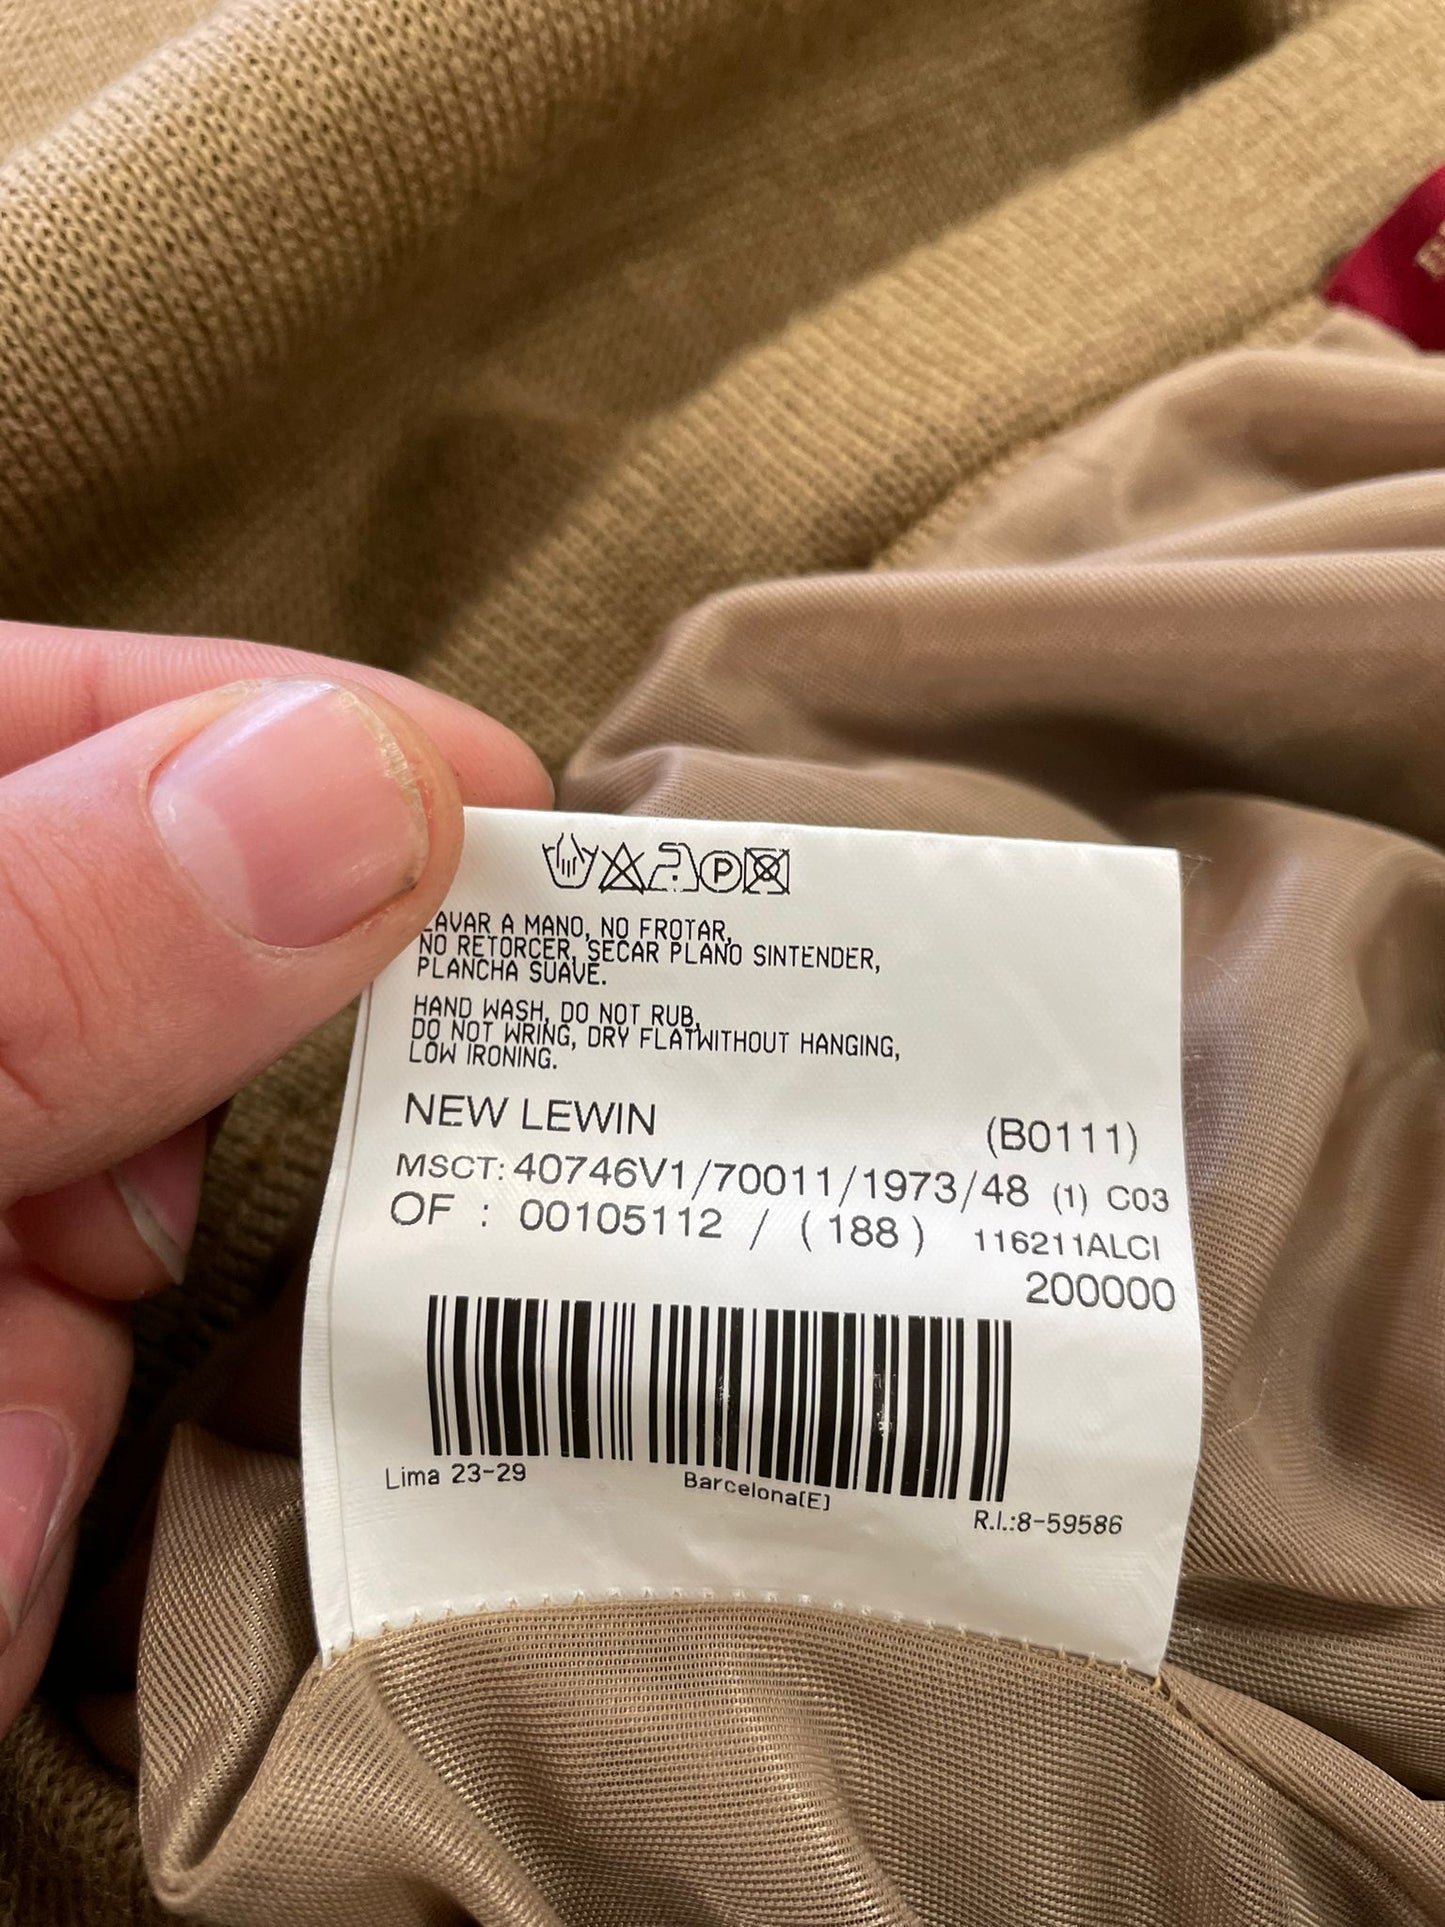 LAVAR A MANO, NO FROTAR,
NO RETORCER, SECAR PLANO SINTENDER,
PLANCHA SUAVE.
HAND WASH, DO NOT RUB,
DO NOT WRING, DRY FLATWITHOUT HANGING,
LOW IRONING.
NEW LEWIN (B0111)
MSCT: 40746V1/70011/1973/48 (1) C03
OF : 00105112 / (188) 116211ALCI
200000
Lima 23-29 Barcelona(E) R.I.:8-59586